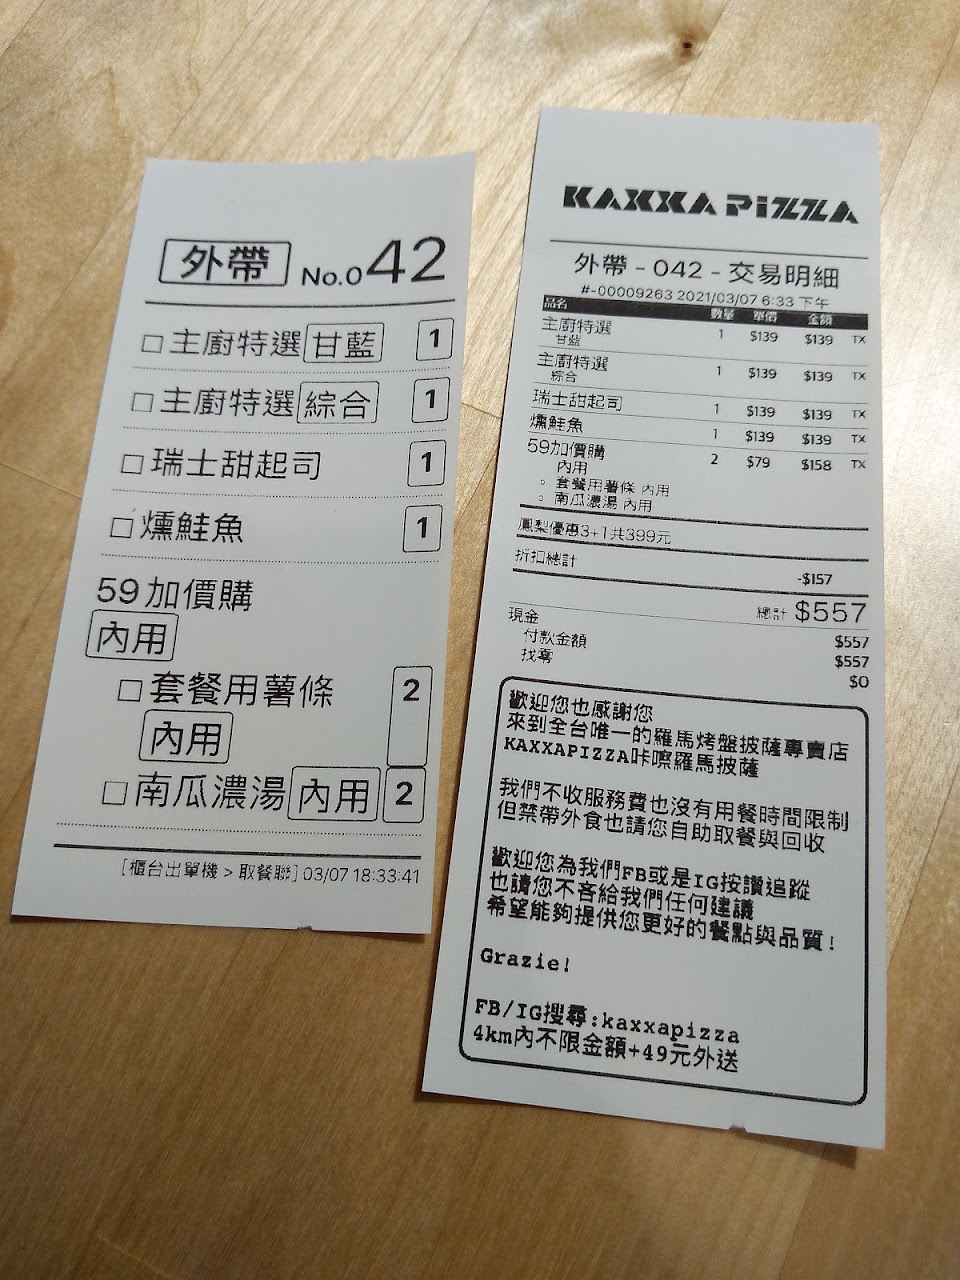 外帶 No.042
主廚特選 甘藍 1
主廚特選 綜合 1
瑞士甜起司 1
燻鮭魚 1
59加價購
內用
套餐用薯條 2
內用
南瓜濃湯 內用 2
[櫃台出單機 > 取餐聯] 03/07 18:33:41
KAXXA PiZZA
外帶 - 042 - 交易明細
#-00009263 2021/03/07 6:33 下午
品名 數量 單價 金額
主廚特選 1 $139 $139 TX
甘藍
主廚特選 1 $139 $139 TX
綜合
瑞士甜起司 1 $139 $139 TX
燻鮭魚 1 $139 $139 TX
59加價購 2 $79 $158 TX
內用
。套餐用薯條 內用
。南瓜濃湯 內用
鳳梨優惠3+1共399元
折扣總計 -$157
總計 $557
現金 $557
付款金額 $557
找零 $0
歡迎您也感謝您
來到全台唯一的羅馬烤盤披薩專賣店
KAXXAPIZZA咔嚓羅馬披薩
我們不收服務費也沒有用餐時間限制
但禁帶外食也請您自助取餐與回收
歡迎您為我們FB或是IG按讚追蹤
也請您不吝給我們任何建議
希望能夠提供您更好的餐點與品質!
Grazie!
FB/IG搜尋:kaxxapizza
4km內不限金額+49元外送